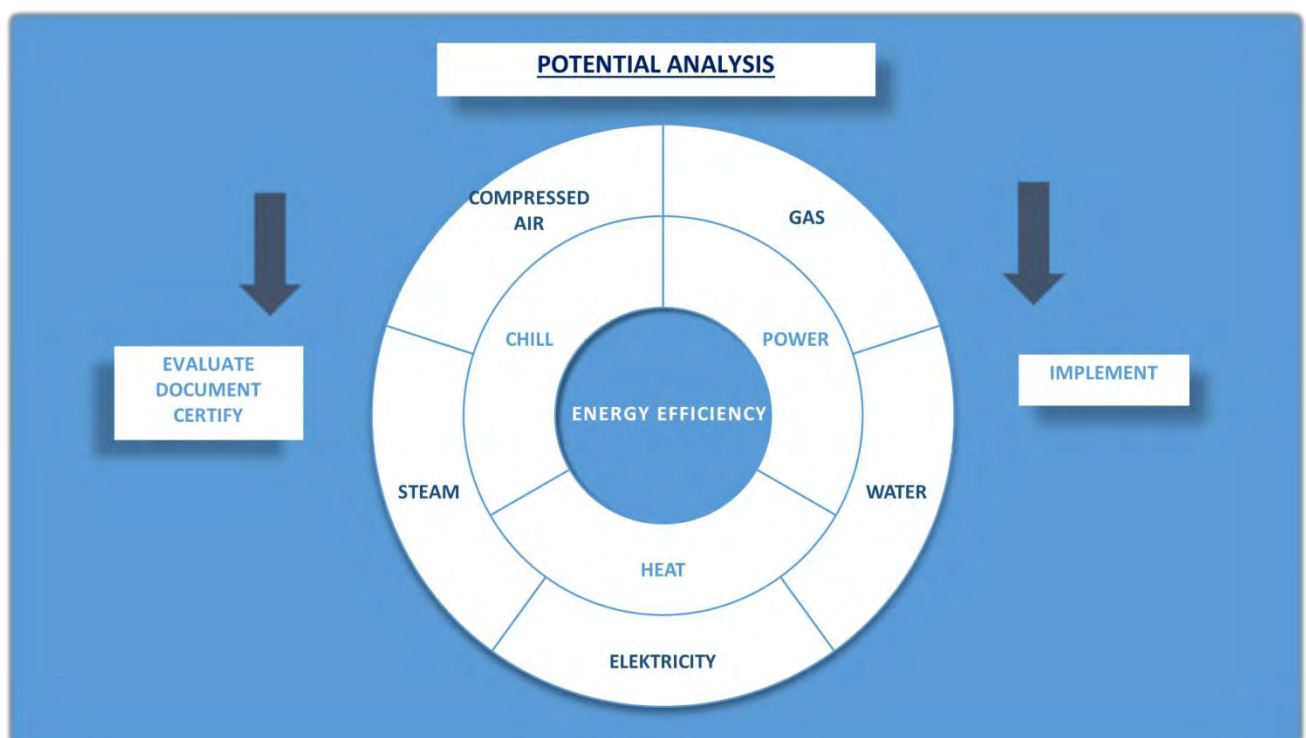 POTENTIAL ANALYSIS
COMPRESSED
AIR
GAS
CHILL
POWER
EVALUATE
DOCUMENT
CERTIFY
IMPLEMENT
ENERGY EFFICIENCY
STEAM
WATER
HEAT
ELEKTRICITY